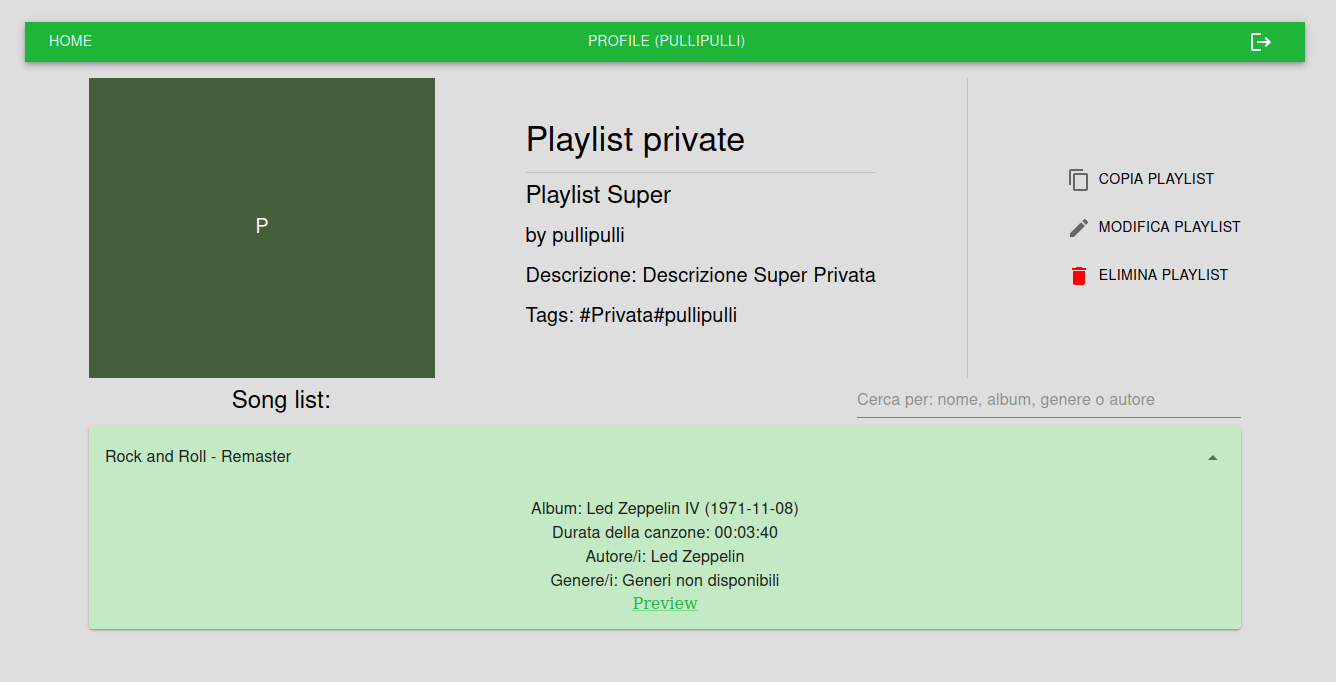 HOME
PROFILE (PULLIPULLI)
P
Playlist private
Playlist Super
by pullipulli
Descrizione: Descrizione Super Privata
Tags: #Privata#pullipulli
COPIA PLAYLIST
MODIFICA PLAYLIST
ELIMINA PLAYLIST
Song list:
Cerca per: nome, album, genere o autore
Rock and Roll - Remaster
Album: Led Zeppelin IV (1971-11-08)
Durata della canzone: 00:03:40
Autore/i: Led Zeppelin
Genere/i: Generi non disponibili
Preview